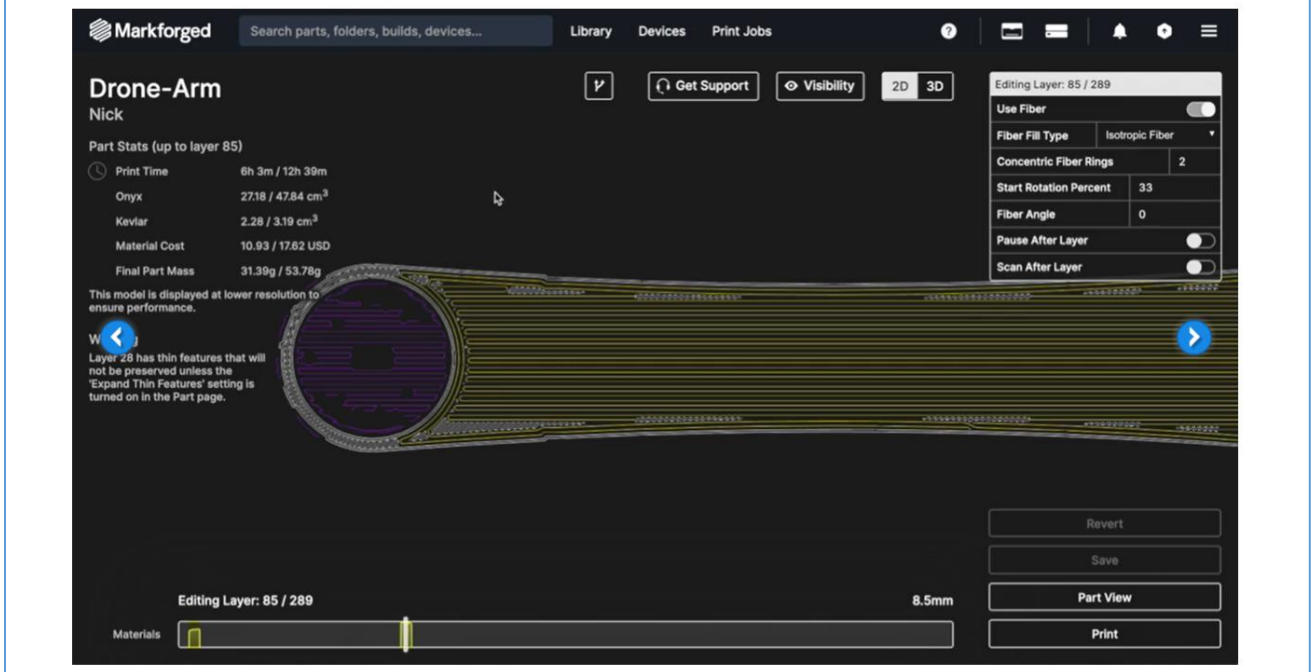 Markforged Search parts, folders, builds, devices... Library Devices Print Jobs
Drone-Arm
Nick
Get Support Visibility 2D 3D
Part Stats (up to layer 85)
Print Time 6h 3m / 12h 39m
Onyx 27.18 / 47.84 cm³
Kevlar 2.28 / 3.19 cm³
Material Cost 10.93 / 17.62 USD
Final Part Mass 31.39g / 53.78g
This model is displayed at lower resolution to
ensure performance.
Layer 28 has thin features that will
not be preserved unless the
'Expand Thin Features' setting is
turned on in the Part page.
Editing Layer: 85 / 289
Use Fiber
Fiber Fill Type Isotropic Fiber
Concentric Fiber Rings 2
Start Rotation Percent 33
Fiber Angle 0
Pause After Layer
Scan After Layer
Revert
Save
Part View
Print
Editing Layer: 85 / 289 8.5mm
Materials